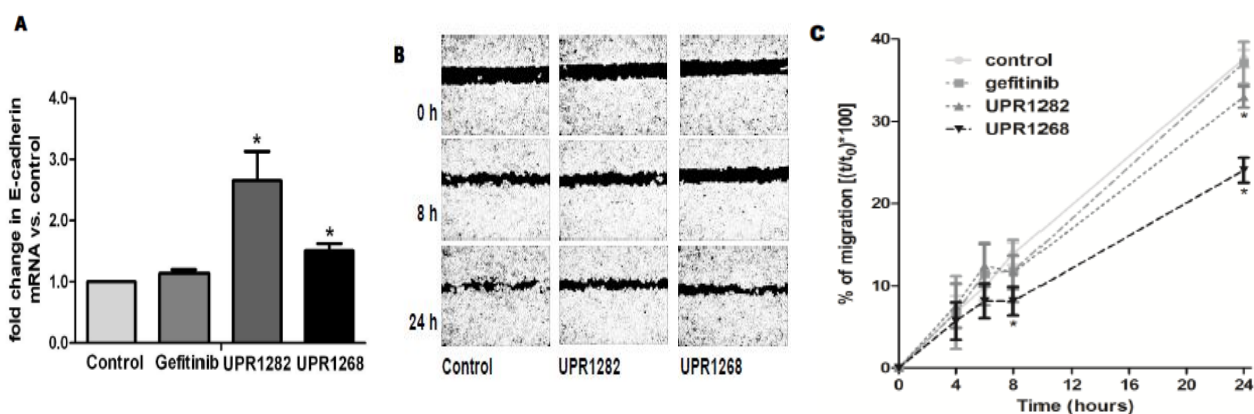 A
fold change in E-cadherin
mRNA vs. control
4.0
3.0
2.0
1.0
0.0
*
*
Control Gefitinib UPR1282 UPR1268
B
0 h
8 h
24 h
Control UPR1282 UPR1268
C
% of migration [(t/t0)*100]
40
30
20
10
0
control
gefitinib
UPR1282
UPR1268
*
*
*
0 4 8 12 16 20 24
Time (hours)